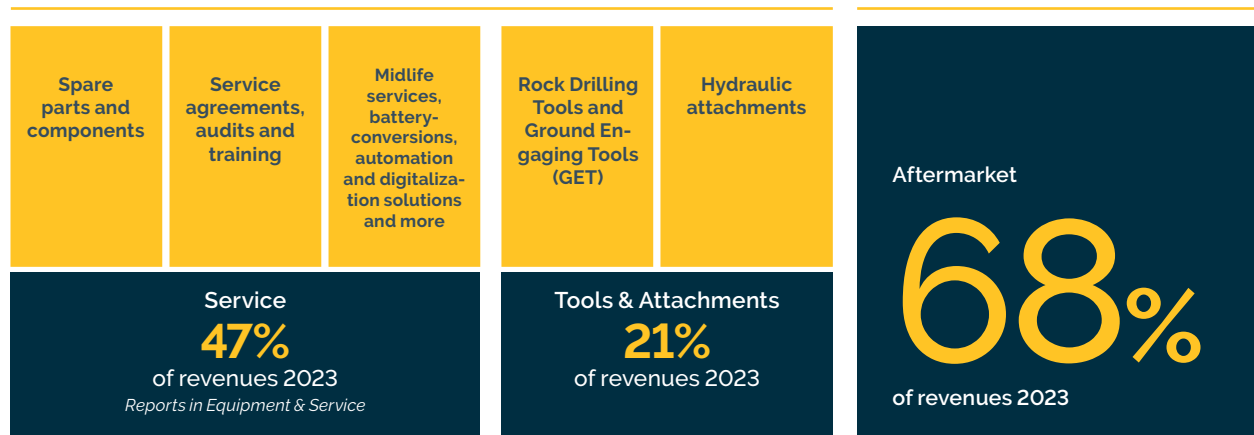 Spare
parts and
components
Service
agreements,
audits and
training
Midlife
services,
battery-
conversions,
automation
and digitaliza-
tion solutions
and more
Rock Drilling
Tools and
Ground En-
gaging Tools
(GET)
Hydraulic
attachments
Service
47%
of revenues 2023
Reports in Equipment & Service
Tools & Attachments
21%
of revenues 2023
Aftermarket
68%
of revenues 2023